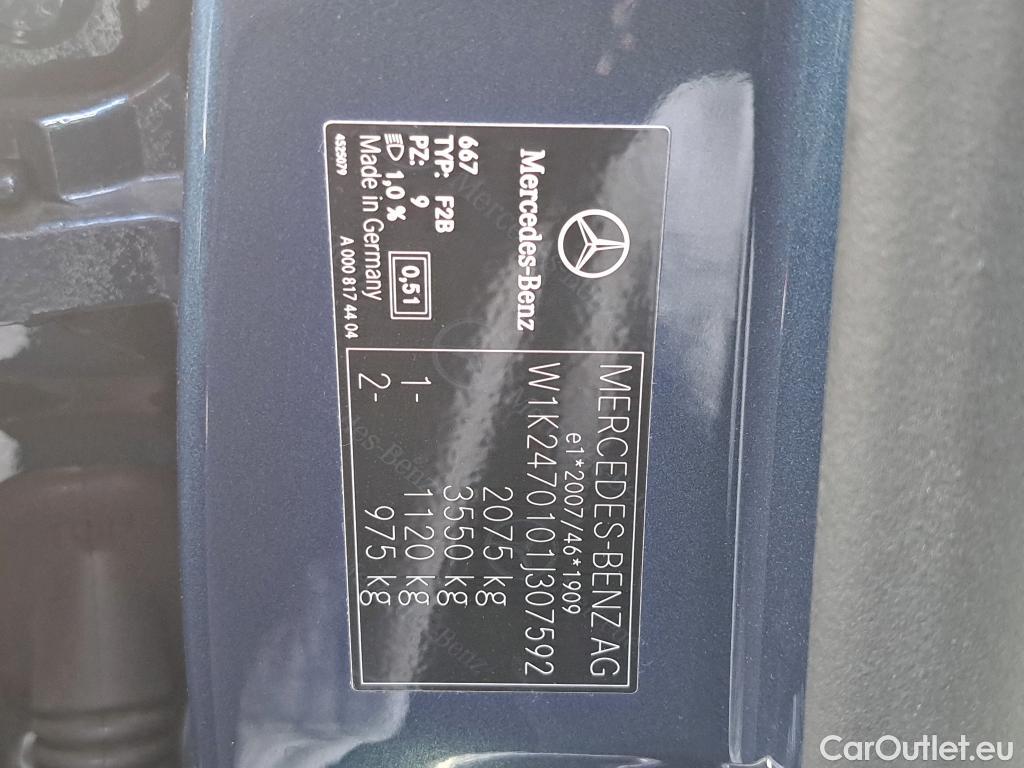 Mercedes-Benz
667
TYP: F2B
PZ: 9
1,0 %
0,51
Made in Germany
4525079
A 000 817 44 04
MERCEDES-BENZ AG
e1*2007/46*1909
W1K2470101J307592
2075 kg
3550 kg
1- 1120 kg
2- 975 kg
CarOutlet.eu